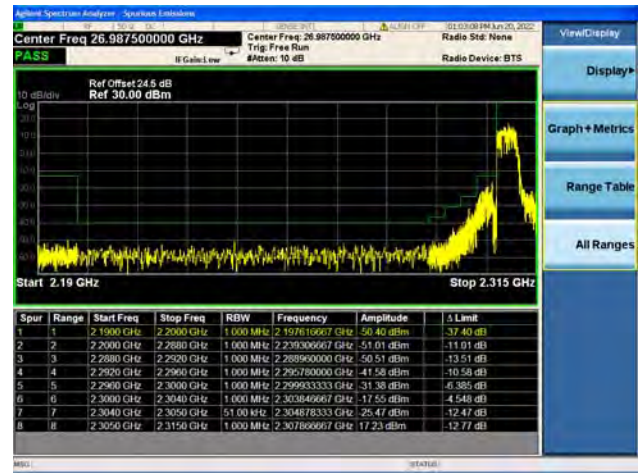 Agilent Spectrum Analyzer - Spurious Emissions
RF 50 Ω DC SENSE:INT ALIGN OFF 01:03:08 PM Jun 20, 2022
Center Freq 26.987500000 GHz
Center Freq: 26.987500000 GHz
Radio Std: None
Trig: Free Run
PASS
IFGain:Low
#Atten: 10 dB
Radio Device: BTS
Ref Offset 24.5 dB
10 dB/div Ref 30.00 dBm
Log
Start 2.19 GHz
Stop 2.315 GHz
Spur Range Start Freq Stop Freq RBW Frequency Amplitude Δ Limit
1 1 2.1900 GHz 2.2000 GHz 1.000 MHz 2.197616667 GHz -50.40 dBm -37.40 dB
2 2 2.2000 GHz 2.2880 GHz 1.000 MHz 2.239306667 GHz -51.01 dBm -11.01 dB
3 3 2.2880 GHz 2.2920 GHz 1.000 MHz 2.288960000 GHz -50.51 dBm -13.51 dB
4 4 2.2920 GHz 2.2960 GHz 1.000 MHz 2.295780000 GHz -41.58 dBm -10.58 dB
5 5 2.2960 GHz 2.3000 GHz 1.000 MHz 2.299933333 GHz -31.38 dBm -6.385 dB
6 6 2.3000 GHz 2.3040 GHz 1.000 MHz 2.303846667 GHz -17.55 dBm -4.548 dB
7 7 2.3040 GHz 2.3050 GHz 51.00 kHz 2.304878333 GHz -25.47 dBm -12.47 dB
8 8 2.3050 GHz 2.3150 GHz 1.000 MHz 2.307866667 GHz 17.23 dBm -12.77 dB
MSG
STATUS
View/Display
Display
Graph+Metrics
Range Table
All Ranges